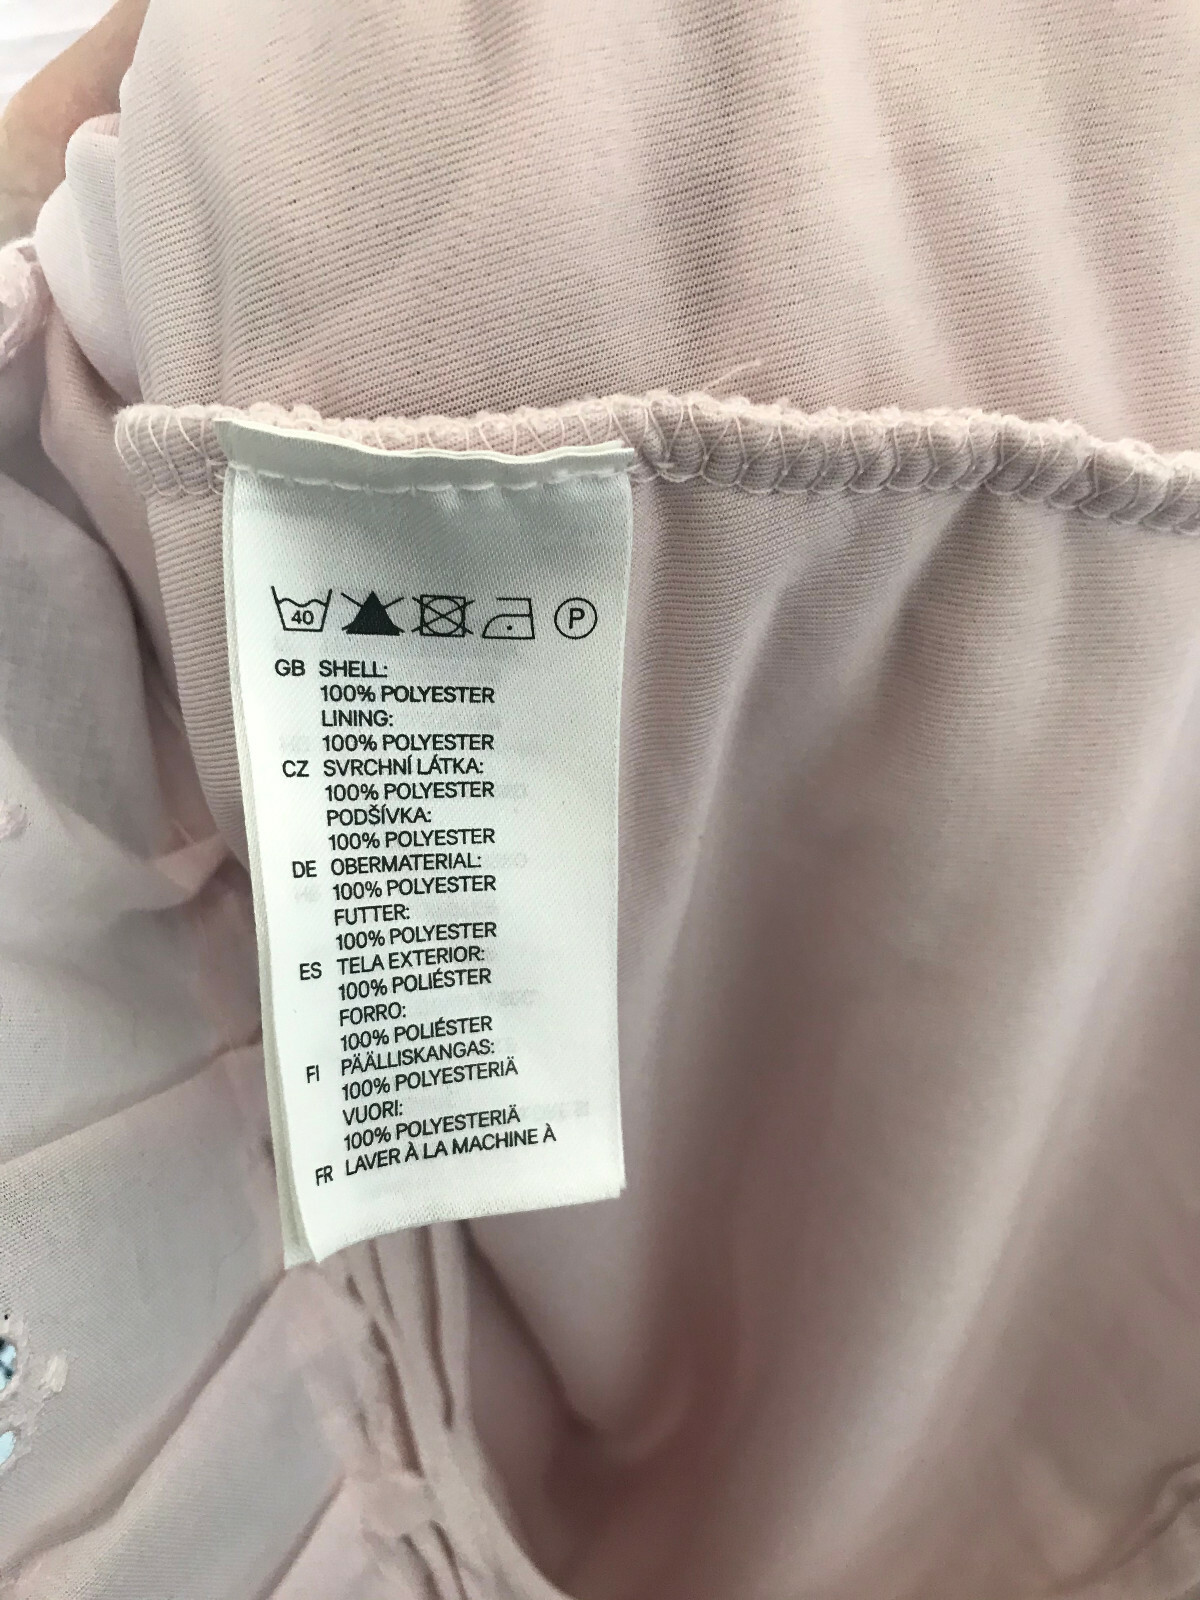 40 P
GB SHELL:
100% POLYESTER
LINING:
100% POLYESTER
CZ SVRCHNÍ LÁTKA:
100% POLYESTER
PODŠÍVKA:
100% POLYESTER
DE OBERMATERIAL:
100% POLYESTER
FUTTER:
100% POLYESTER
ES TELA EXTERIOR:
100% POLIÉSTER
FORRO:
100% POLIÉSTER
FI PÄÄLLISKANGAS:
100% POLYESTERIÄ
VUORI:
100% POLYESTERIÄ
FR LAVER À LA MACHINE À